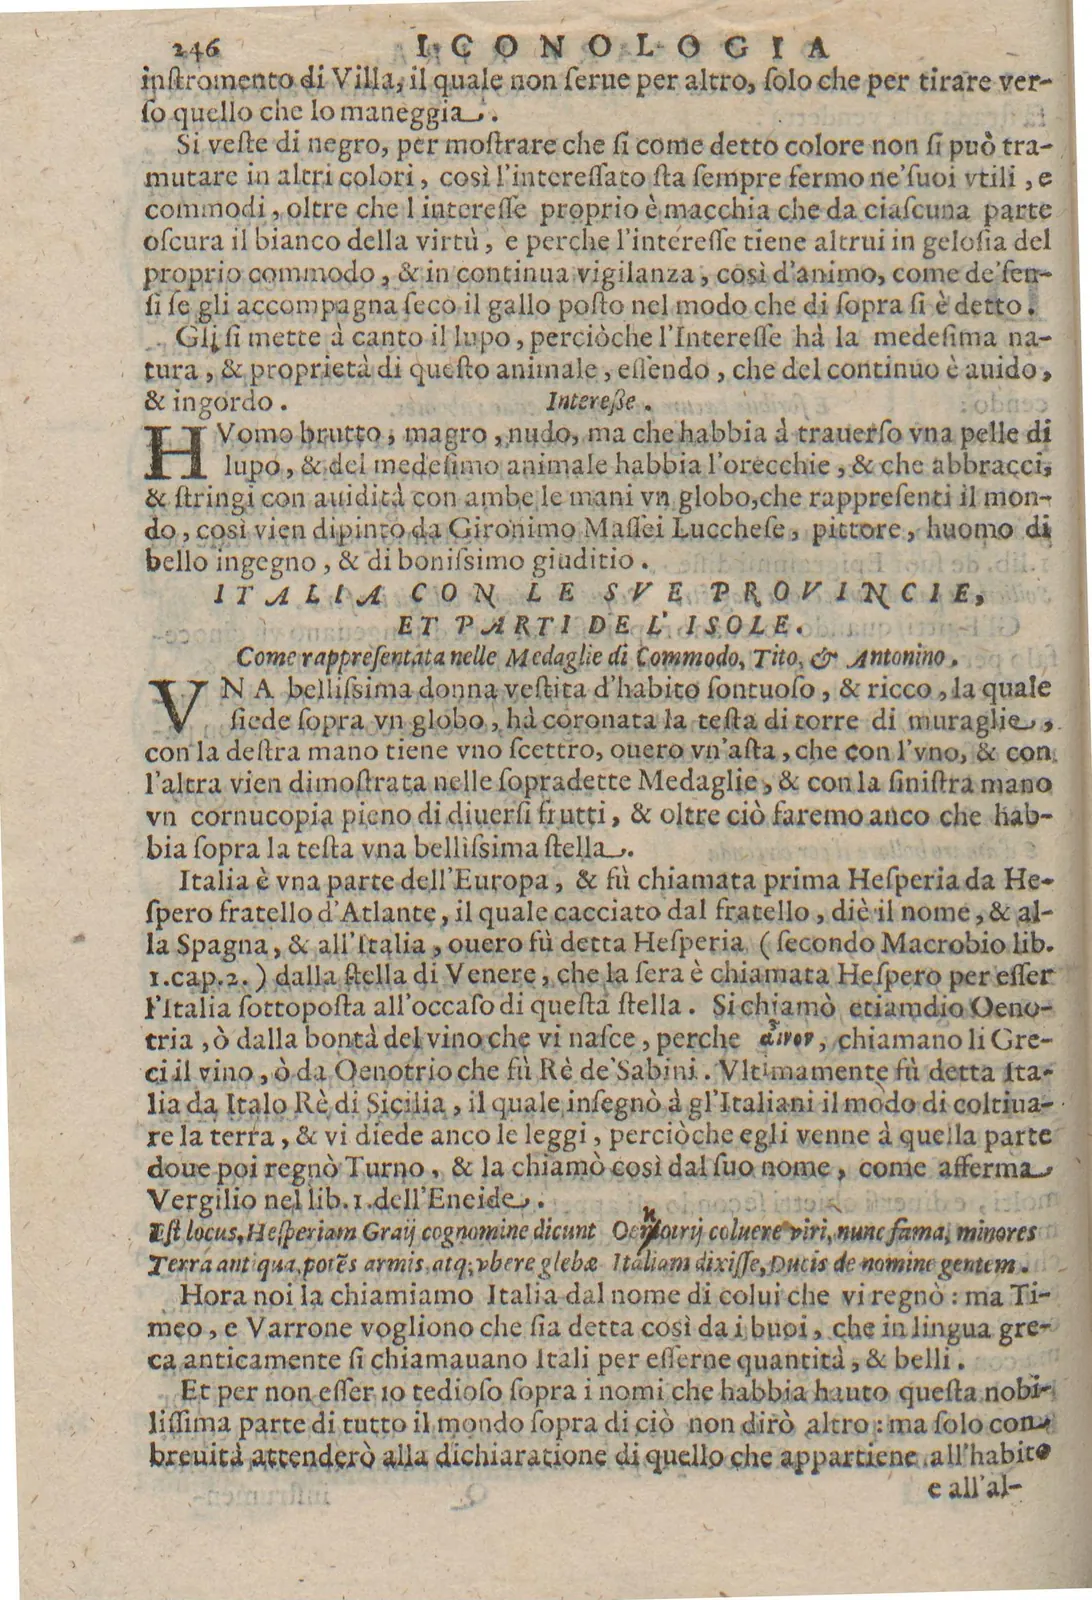 246 ICONOLOGIA
inſtromento di Villa, il quale non ſerue per altro, ſolo che per tirare ver-
ſo quello che lo maneggia.
Si veſte di negro, per moſtrare che ſi come detto colore non ſi può tra-
mutare in altri colori, così l'intereſſato ſta ſempre fermo ne'ſuoi vtili, e
commodi, oltre che l intereſſe proprio è macchia che da ciaſcuna parte
oſcura il bianco della virtù, e perche l'intereſſe tiene altrui in geloſia del
proprio commodo, & in continua vigilanza, così d'animo, come de'ſen-
ſi ſe gli accompagna ſeco il gallo poſto nel modo che di ſopra ſi è detto.
Gli ſi mette à canto il lupo, perciòche l'Intereſſe hà la medeſima na-
tura, & proprietà di queſto animale, eſſendo, che del continuo è auido,
& ingordo. Intereße.
HVomo brutto, magro, nudo, ma che habbia à trauerſo vna pelle di
lupo, & del medeſimo animale habbia l'orecchie, & che abbracci,
& ſtringi con auidità con ambe le mani vn globo, che rappreſenti il mon-
do, così vien dipinto da Gironimo Maſſei Luccheſe, pittore, huomo di
bello ingegno, & di boniſsimo giuditio.
ITALIA CON LE SVE PROVINCIE,
ET PARTI DE L'ISOLE.
Come rappreſentata nelle Medaglie di Commodo, Tito, & Antonino.
VNA belliſsima donna veſtita d'habito ſontuoſo, & ricco, la quale
ſiede ſopra vn globo, hà coronata la teſta di torre di muraglie,
con la deſtra mano tiene vno ſcettro, ouero vn'aſta, che con l'vno, & con
l'altra vien dimoſtrata nelle ſopradette Medaglie, & con la ſiniſtra mano
vn cornucopia pieno di diuerſi frutti, & oltre ciò faremo anco che hab-
bia ſopra la teſta vna belliſsima ſtella.
Italia è vna parte dell'Europa, & fù chiamata prima Heſperia da He-
ſpero fratello d'Atlante, il quale cacciato dal fratello, diè il nome, & al-
la Spagna, & all'Italia, ouero fù detta Heſperia (ſecondo Macrobio lib.
1.cap.2.) dalla ſtella di Venere, che la ſera è chiamata Heſpero per eſſer
l'Italia ſottopoſta all'occaſo di queſta ſtella. Si chiamò etiamdio Oeno-
tria, ò dalla bontà del vino che vi naſce, perche ὄινον, chiamano li Gre-
ci il vino, ò da Oenotrio che fù Rè de'Sabini. Vltimamente fù detta Ita-
lia da Italo Rè di Sicilia, il quale inſegnò à gl'Italiani il modo di coltiua-
re la terra, & vi diede anco le leggi, perciòche egli venne à quella parte
doue poi regnò Turno, & la chiamò così dal ſuo nome, come afferma
Vergilio nel lib.1.dell'Eneide.
Eſt locus, Heſperiam Graij cognomine dicunt Oenotrij coluere viri, nunc fama, minores
Terra antiqua, potẽs armis, atq; vbere glebæ Italiam dixiſſe, Ducis de nomine gentem.
Hora noi la chiamiamo Italia dal nome di colui che vi regnò: ma Ti-
meo, e Varrone vogliono che ſia detta così da i buoi, che in lingua gre-
ca anticamente ſi chiamauano Itali per eſſerne quantità, & belli.
Et per non eſſer io tedioſo ſopra i nomi che habbia hauto queſta nobi-
liſſima parte di tutto il mondo ſopra di ciò non dirò altro: ma ſolo con
breuità attenderò alla dichiaratione di quello che appartiene all'habito
e all'al-